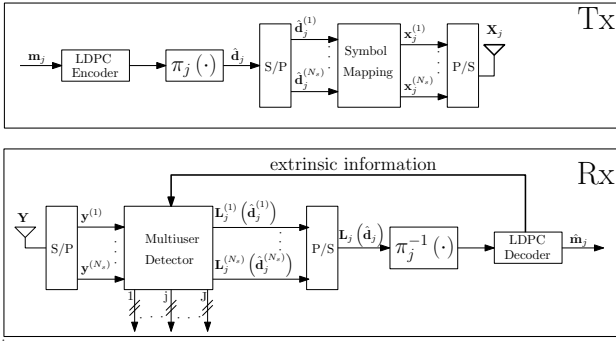 Tx
m_j
LDPC
Encoder
π_j (·)
d̂_j
S/P
d̂_j^(1)
d̂_j^(N_s)
Symbol
Mapping
x_j^(1)
x_j^(N_s)
P/S
X_j
Rx
extrinsic information
Y
S/P
y^(1)
y^(N_s)
Multiuser
Detector
L_j^(1) (d̂_j^(1))
L_j^(N_s) (d̂_j^(N_s))
P/S
L_j (d̂_j)
π_j^-1 (·)
LDPC
Decoder
m̂_j
1 j J